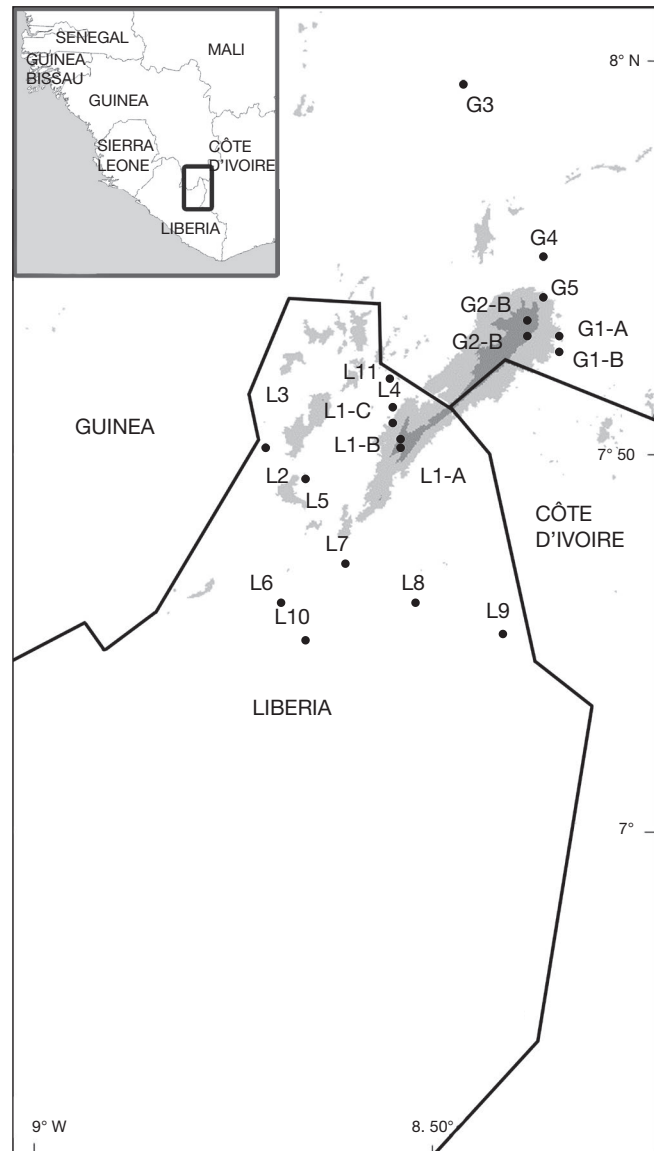 SENEGAL
MALI
GUINEA
BISSAU
GUINEA
SIERRA
LEONE
CÔTE
D'IVOIRE
LIBERIA
8° N
G3
G4
G5
G2-B
G1-A
G2-B
G1-B
L11
L3
L4
L1-C
GUINEA
L1-B
7° 50
L2
L1-A
L5
CÔTE
D'IVOIRE
L7
L6
L8
L9
L10
LIBERIA
7°
9° W
8. 50°